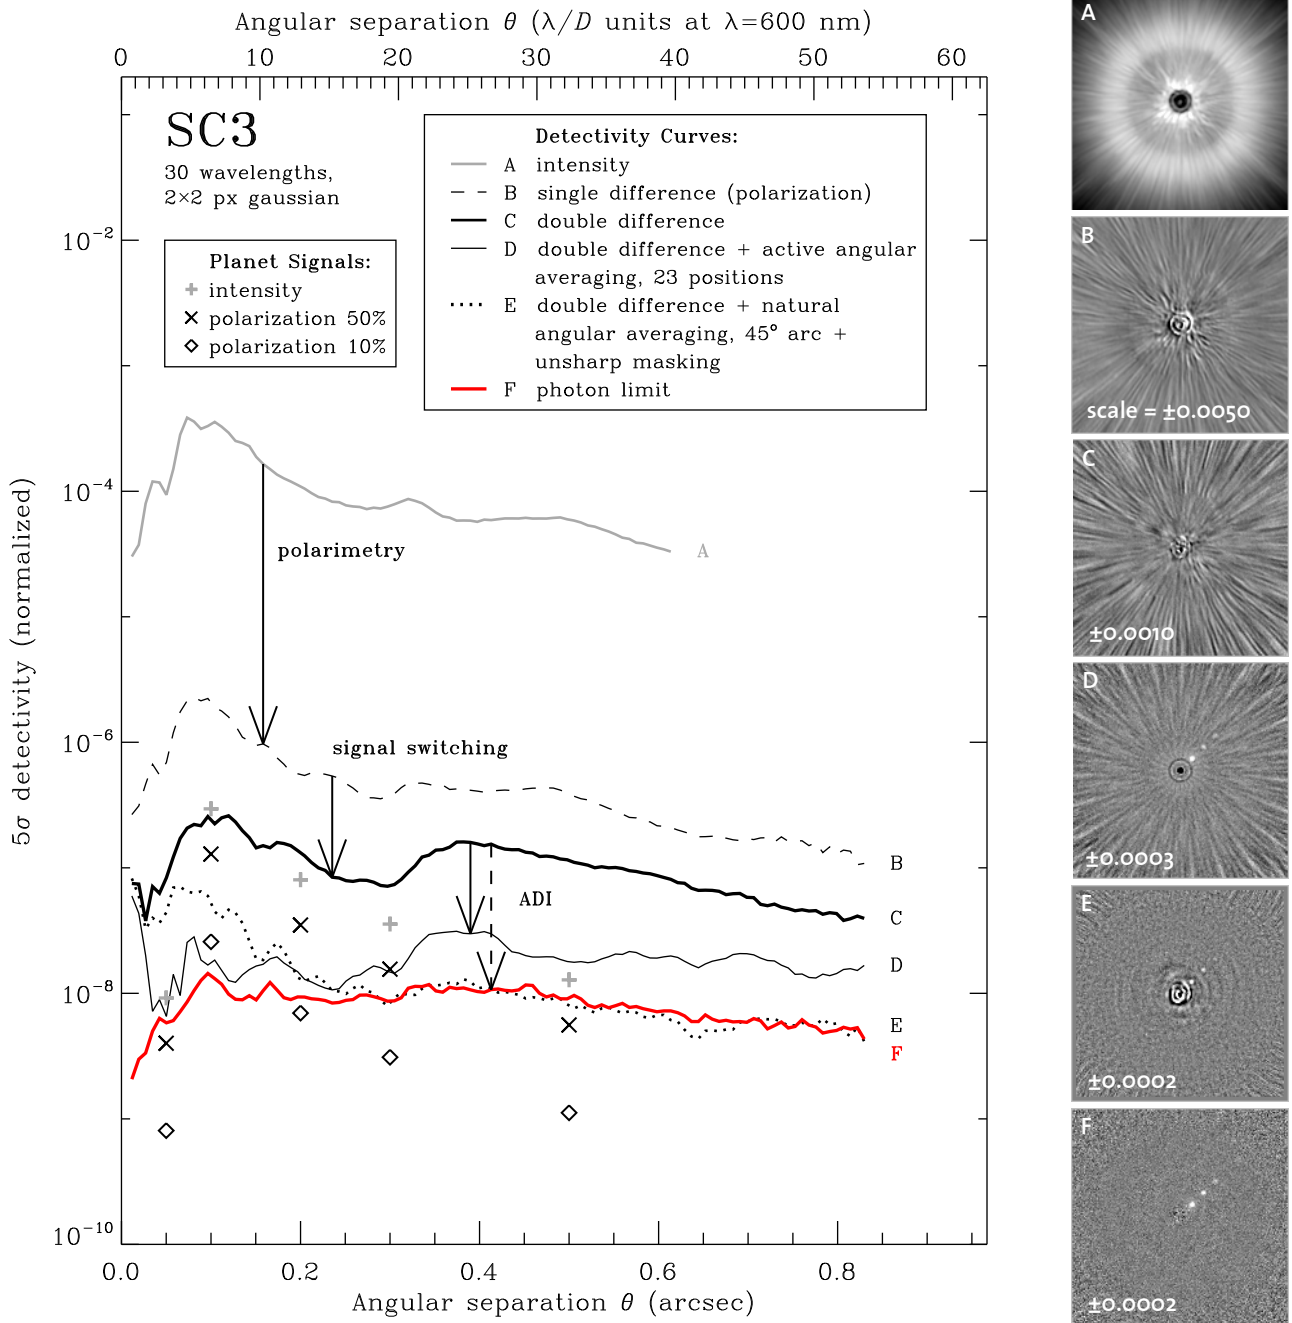 Angular separation θ (λ/D units at λ=600 nm)
0 10 20 30 40 50 60
SC3
30 wavelengths,
2×2 px gaussian
Planet Signals:
intensity
polarization 50%
polarization 10%
Detectivity Curves:
A intensity
B single difference (polarization)
C double difference
D double difference + active angular
averaging, 23 positions
E double difference + natural
angular averaging, 45° arc +
unsharp masking
F photon limit
10⁻²
10⁻⁴
10⁻⁶
10⁻⁸
10⁻¹⁰
5σ detectivity (normalized)
polarimetry
A
signal switching
ADI
B
C
D
E
F
0.0 0.2 0.4 0.6 0.8
Angular separation θ (arcsec)
A
B
scale = ±0.0050
C
±0.0010
D
±0.0003
E
±0.0002
F
±0.0002